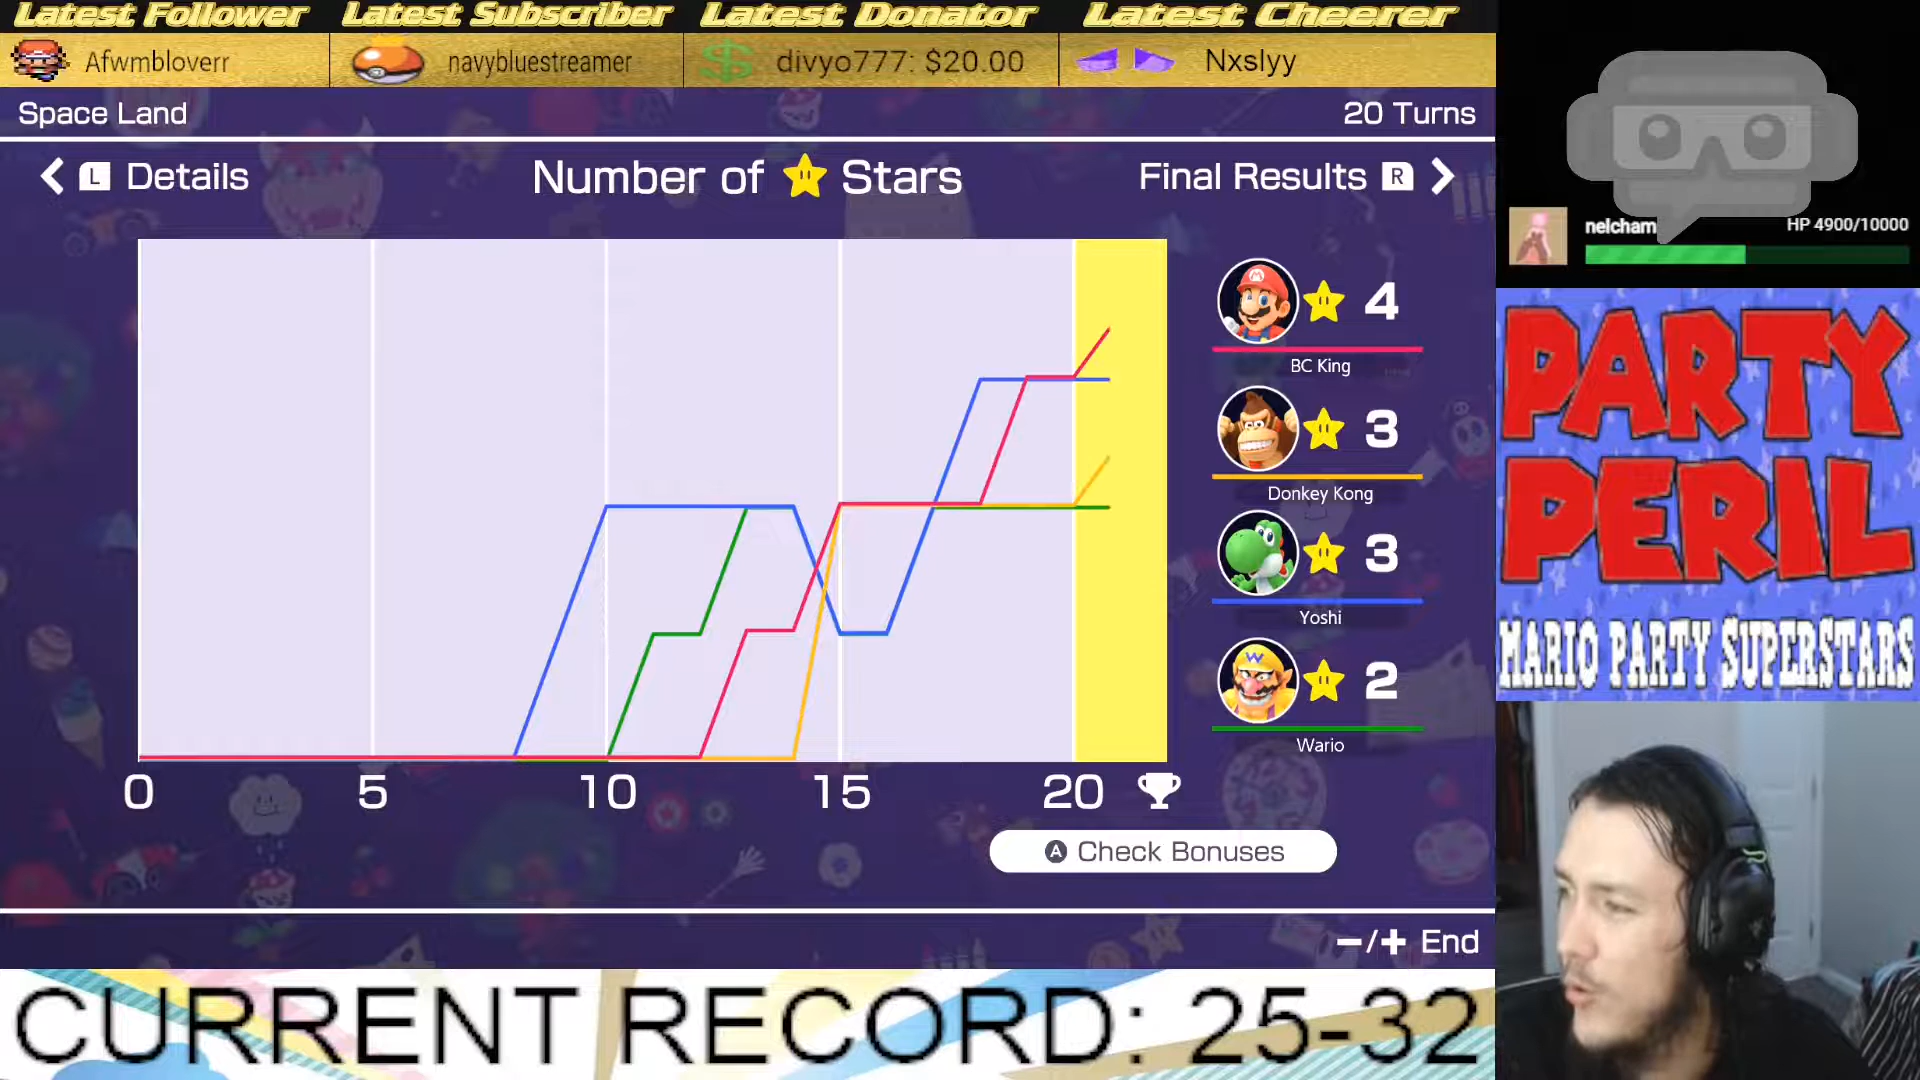 Latest Follower Latest Subscriber Latest Donator Latest Cheerer
Afwmbloverr navybluestreamer divyo777: $20.00 Nxslyy
Space Land 20 Turns
L Details Number of Stars Final Results R
4
BC King
3
Donkey Kong
3
Yoshi
2
Wario
0 5 10 15 20
A Check Bonuses
−/+ End
CURRENT RECORD: 25-32
nelcham HP 4900/10000
PARTY
PERIL
MARIO PARTY SUPERSTARS